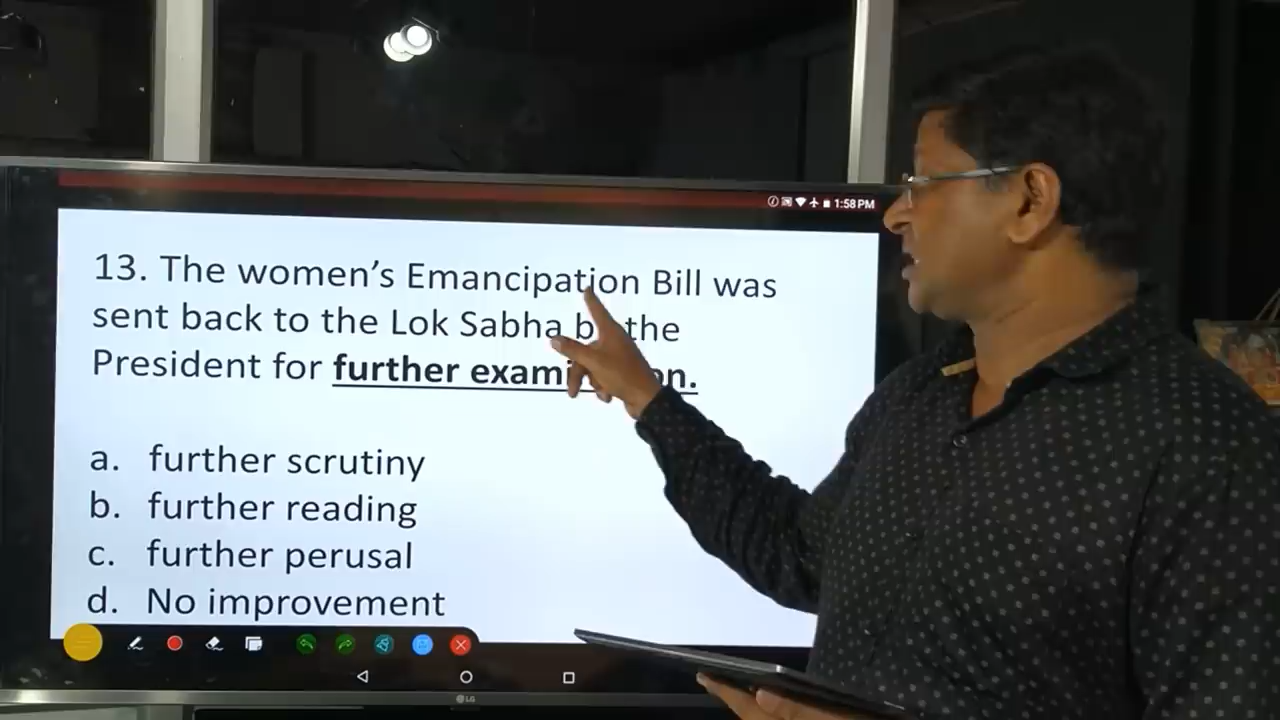 1:58 PM
13. The women's Emancipation Bill was
sent back to the Lok Sabha the
President for further
a. further scrutiny
b. further reading
c. further perusal
d. No improvement
LG